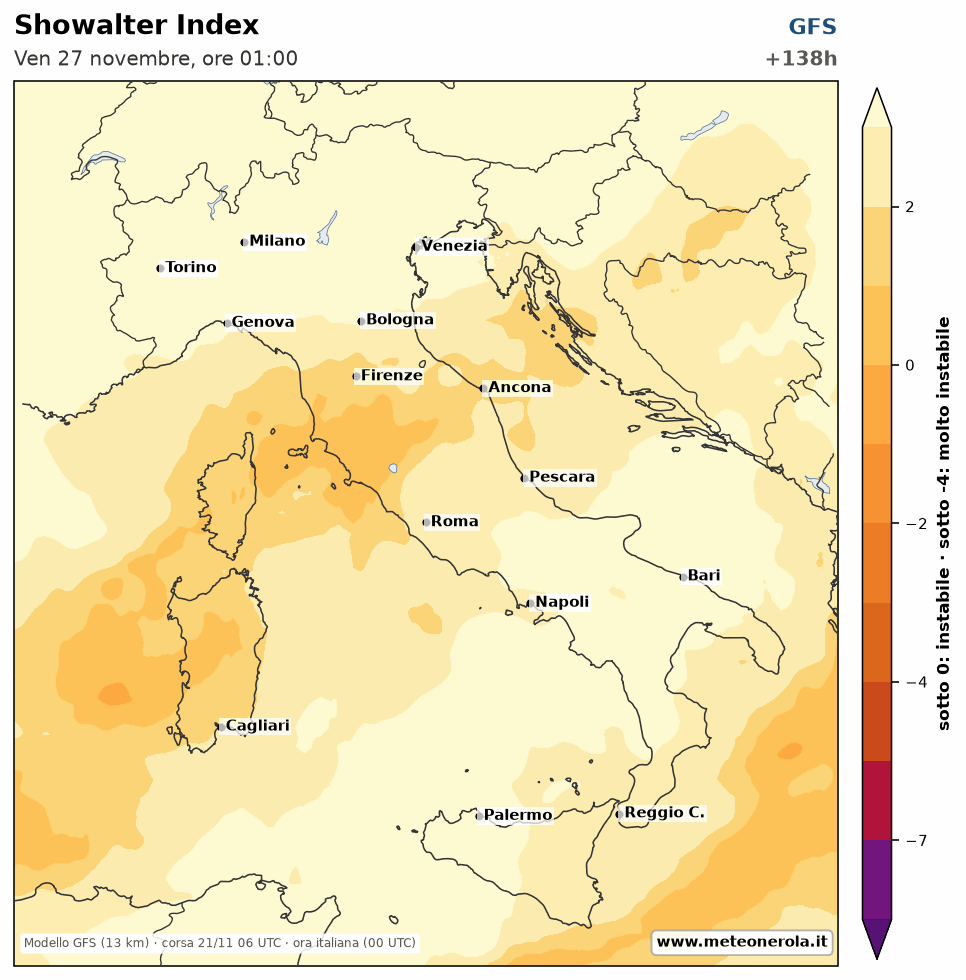 Showalter Index
GFS
Ven 27 novembre, ore 01:00
+138h
Milano
Venezia
Torino
Genova
Bologna
Firenze
Ancona
Pescara
Roma
Bari
Napoli
Cagliari
Palermo
Reggio C.
2
0
−2
−4
−7
sotto 0: instabile · sotto -4: molto instabile
Modello GFS (13 km) · corsa 21/11 06 UTC · ora italiana (00 UTC)
www.meteonerola.it